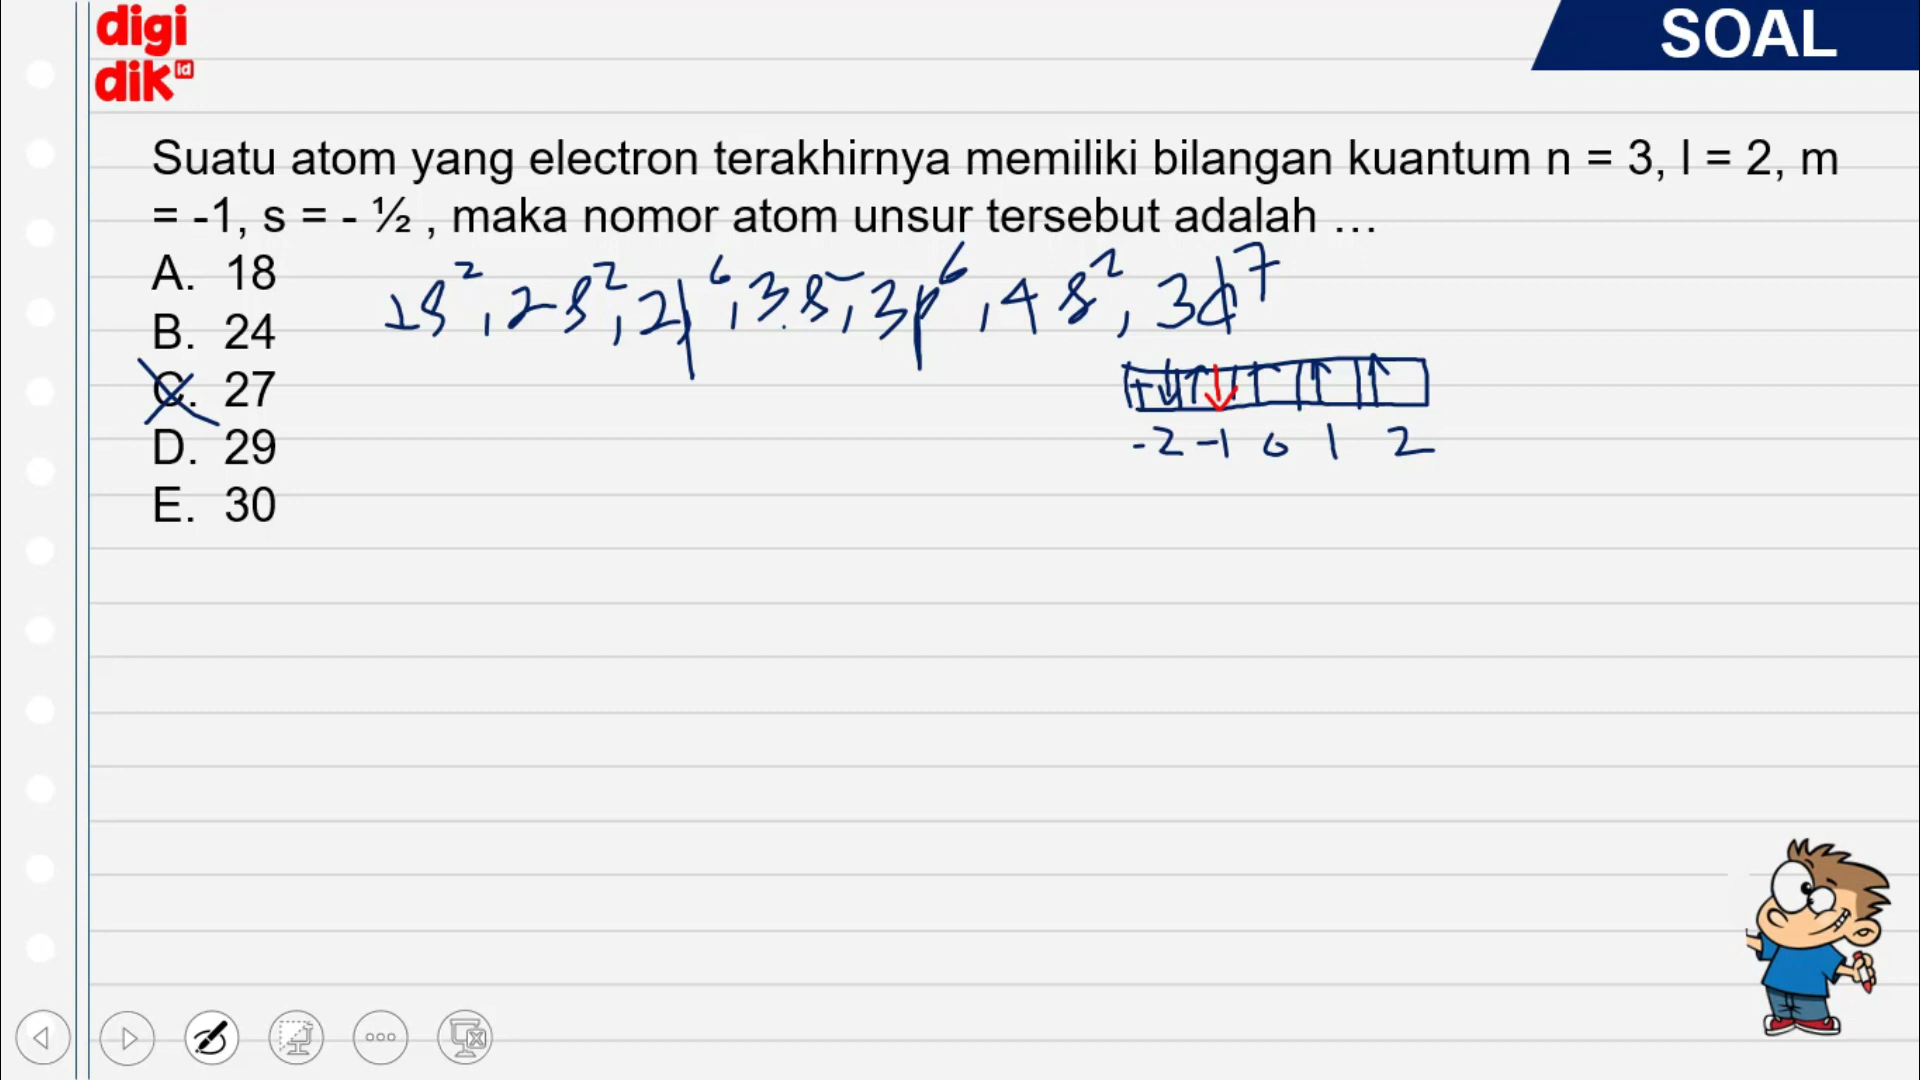 digi
dik id
SOAL
Suatu atom yang electron terakhirnya memiliki bilangan kuantum n = 3, l = 2, m
= -1, s = - ½ , maka nomor atom unsur tersebut adalah …
A. 18
1s², 2s², 2p⁶, 3s², 3p⁶, 4s², 3d⁷
B. 24
C. 27
-2 -1 0 1 2
D. 29
E. 30